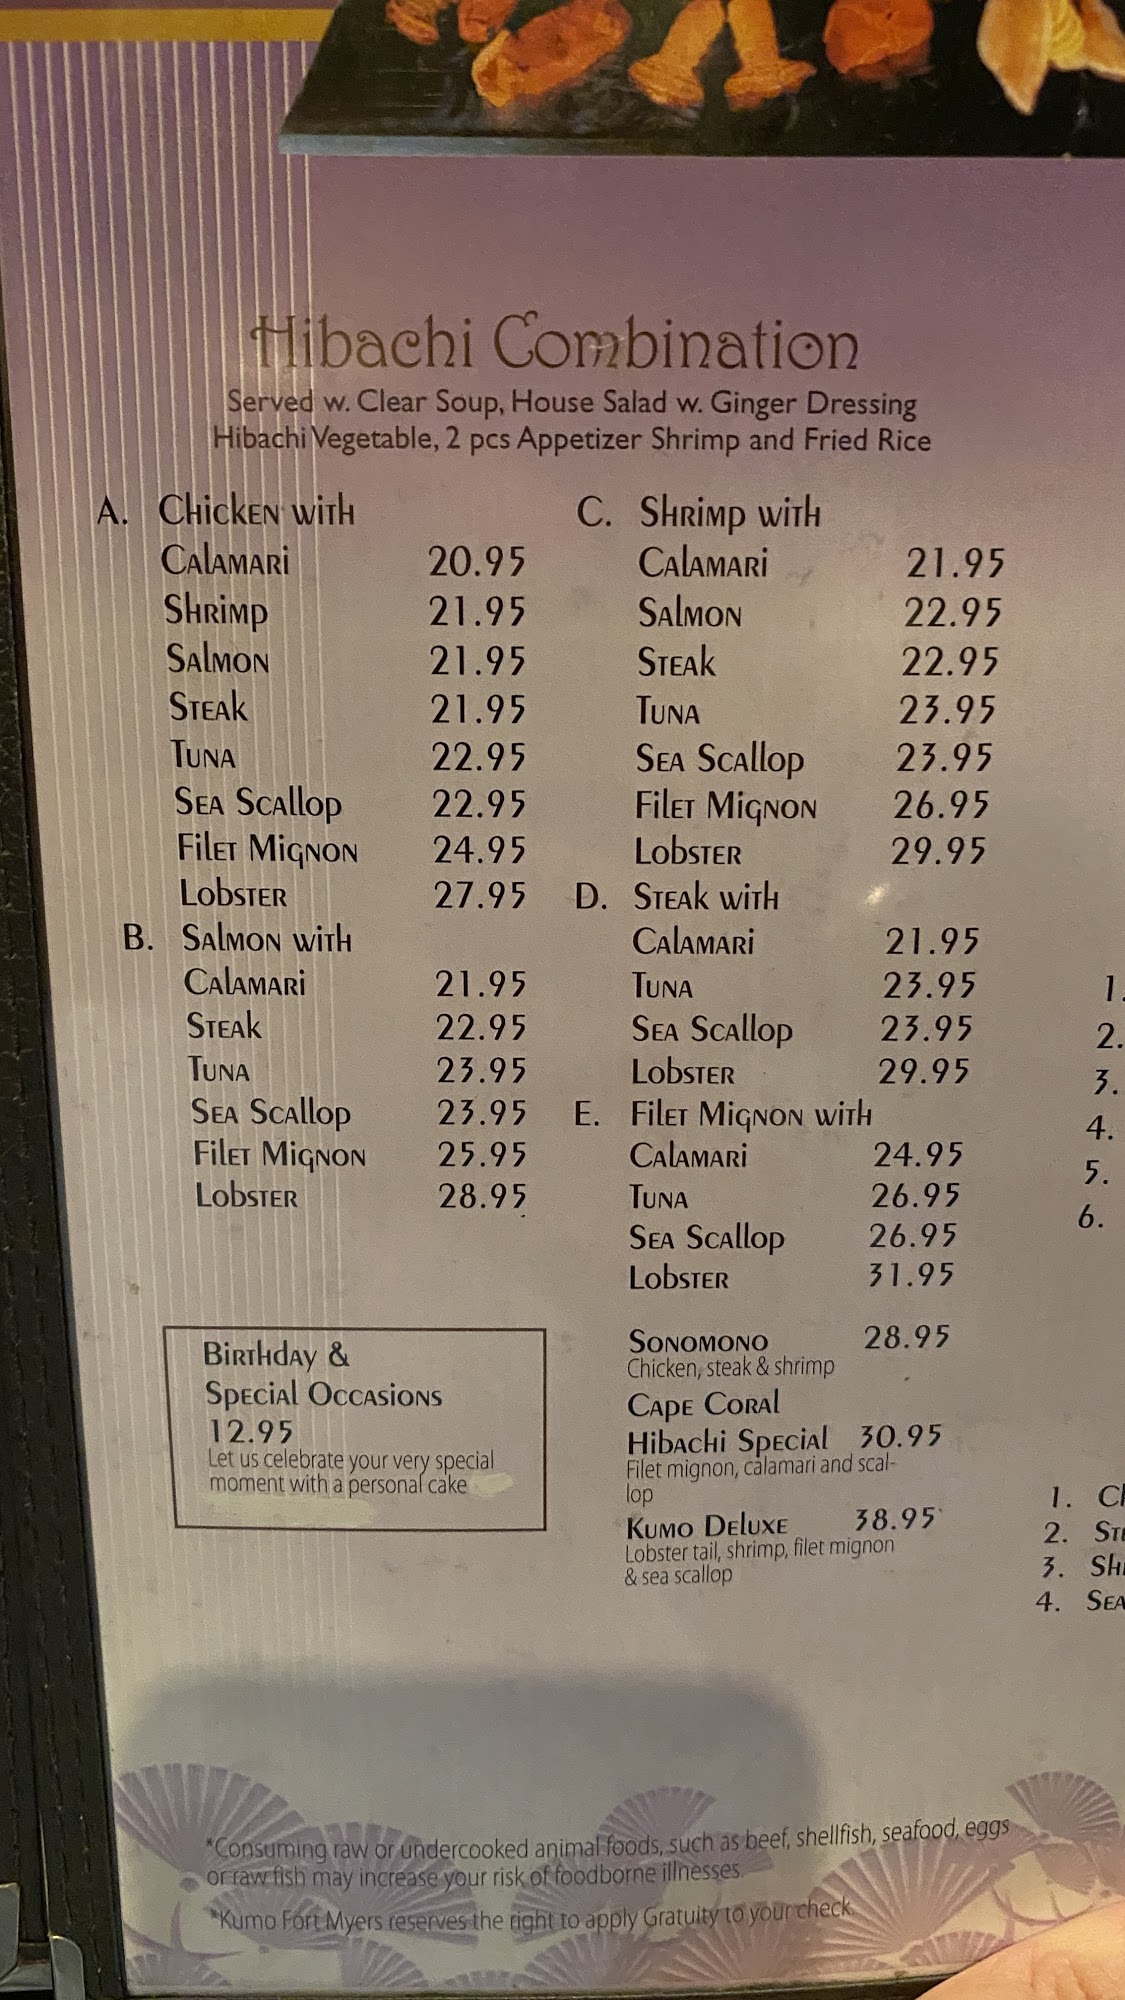 Hibachi Combination
Served w. Clear Soup, House Salad w. Ginger Dressing
Hibachi Vegetable, 2 pcs Appetizer Shrimp and Fried Rice
A. Chicken with
Calamari 20.95
Shrimp 21.95
Salmon 21.95
Steak 21.95
Tuna 22.95
Sea Scallop 22.95
Filet Mignon 24.95
Lobster 27.95
B. Salmon with
Calamari 21.95
Steak 22.95
Tuna 23.95
Sea Scallop 23.95
Filet Mignon 25.95
Lobster 28.95
Birthday &
Special Occasions
12.95
Let us celebrate your very special
moment with a personal cake
C. Shrimp with
Calamari 21.95
Salmon 22.95
Steak 22.95
Tuna 23.95
Sea Scallop 23.95
Filet Mignon 26.95
Lobster 29.95
D. Steak with
Calamari 21.95
Tuna 23.95
Sea Scallop 23.95
Lobster 29.95
E. Filet Mignon with
Calamari 24.95
Tuna 26.95
Sea Scallop 26.95
Lobster 31.95
Sonomono 28.95
Chicken, steak & shrimp
Cape Coral
Hibachi Special 30.95
Filet mignon, calamari and scal-
lop
Kumo Deluxe 38.95
Lobster tail, shrimp, filet mignon
& sea scallop
1.
2.
3.
4.
5.
6.
1.
2.
3.
4.
*Consuming raw or undercooked animal foods, such as beef, shellfish, seafood, eggs
or raw fish may increase your risk of foodborne illnesses.
*Kumo Fort Myers reserves the right to apply Gratuity to your check.